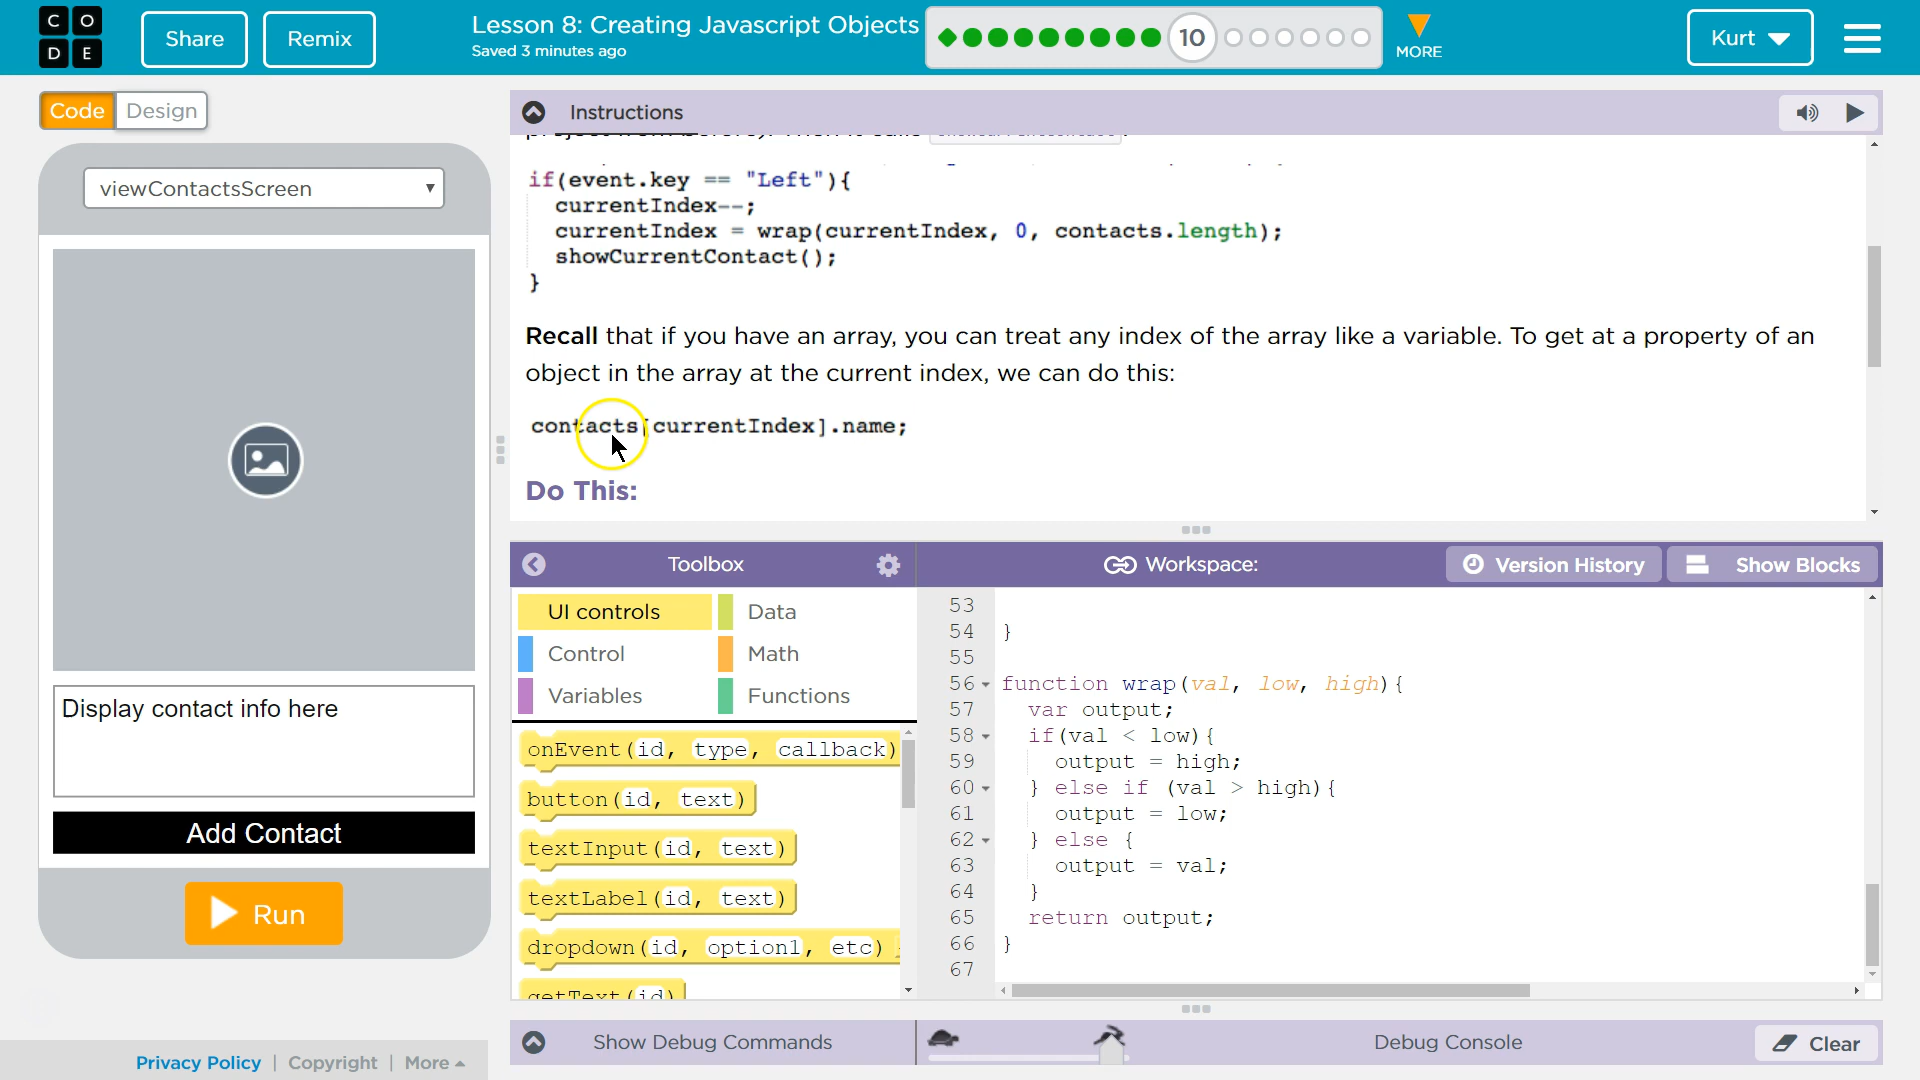 C O
D E
Share
Remix
Lesson 8: Creating Javascript Objects
Saved 3 minutes ago
10
MORE
Kurt
Code
Design
viewContactsScreen
Display contact info here
Add Contact
Run
Privacy Policy | Copyright | More
Instructions
if(event.key == "Left"){
currentIndex--;
currentIndex = wrap(currentIndex, 0, contacts.length);
showCurrentContact();
}
Recall that if you have an array, you can treat any index of the array like a variable. To get at a property of an
object in the array at the current index, we can do this:
contacts[currentIndex].name;
Do This:
Toolbox
Workspace:
Version History
Show Blocks
UI controls
Data
Control
Math
Variables
Functions
onEvent(id, type, callback)
button(id, text)
textInput(id, text)
textLabel(id, text)
dropdown(id, option1, etc)
getText(id)
53
54 }
55
56 function wrap(val, low, high){
57 var output;
58 if(val < low){
59 output = high;
60 } else if (val > high){
61 output = low;
62 } else {
63 output = val;
64 }
65 return output;
66 }
67
Show Debug Commands
Debug Console
Clear